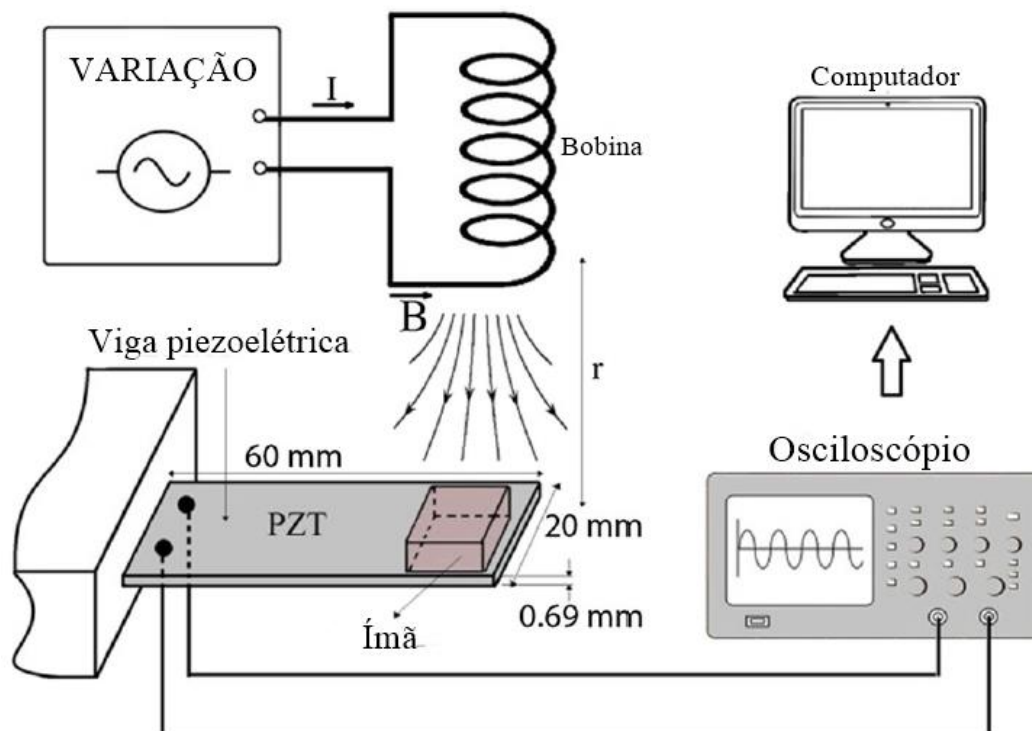 VARIAÇÃO
I
Bobina
Computador
B
r
Viga piezoelétrica
60 mm
PZT
20 mm
0.69 mm
Ímã
Osciloscópio